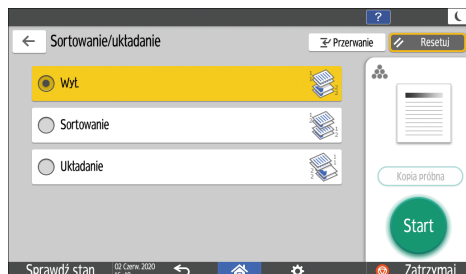 ?
Sortowanie/układanie
Przerwanie
Resetuj
Wył.
Sortowanie
Układanie
Kopia próbna
Start
Sprawdź stan
02 Czerw. 2020
Zatrzymaj